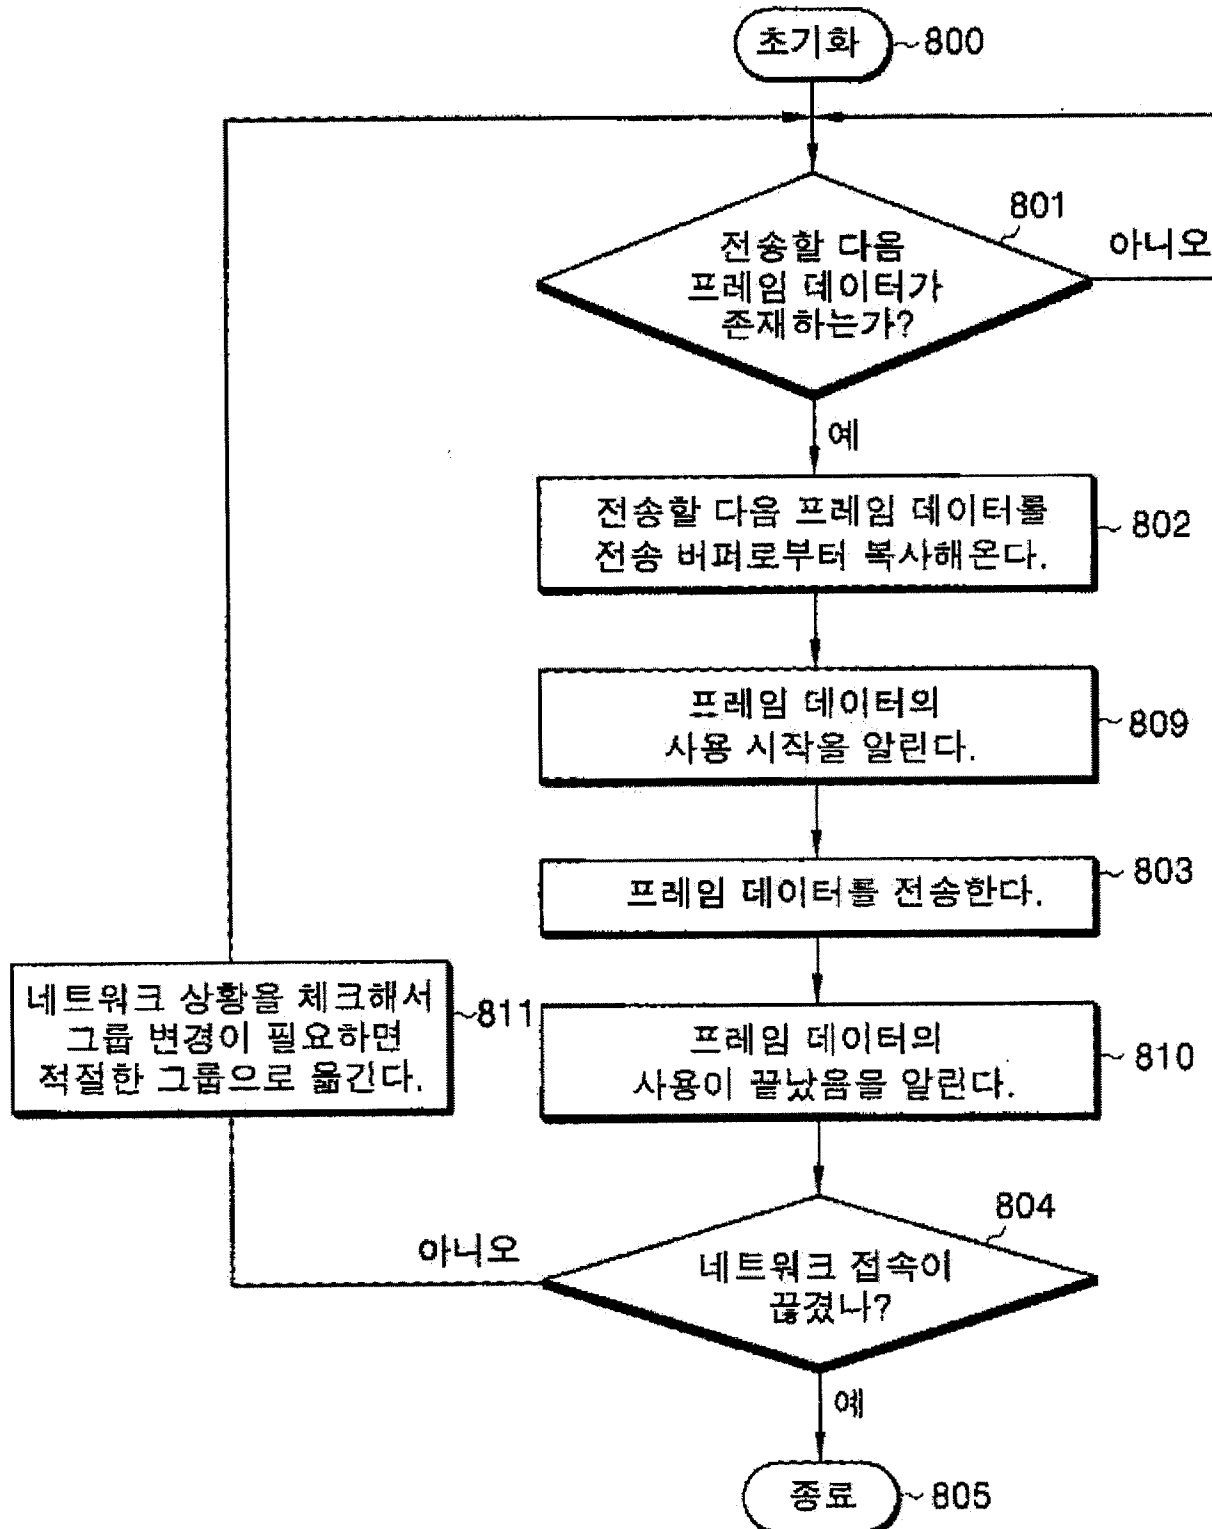 초기화
800
801
전송할 다음
프레임 데이터가
존재하는가?
아니오
예
전송할 다음 프레임 데이터를
전송 버퍼로부터 복사해온다.
802
프레임 데이터의
사용 시작을 알린다.
809
프레임 데이터를 전송한다.
803
네트워크 상황을 체크해서
그룹 변경이 필요하면
적절한 그룹으로 옮긴다.
811
프레임 데이터의
사용이 끝났음을 알린다.
810
804
아니오
네트워크 접속이
끊겼나?
예
종료
805